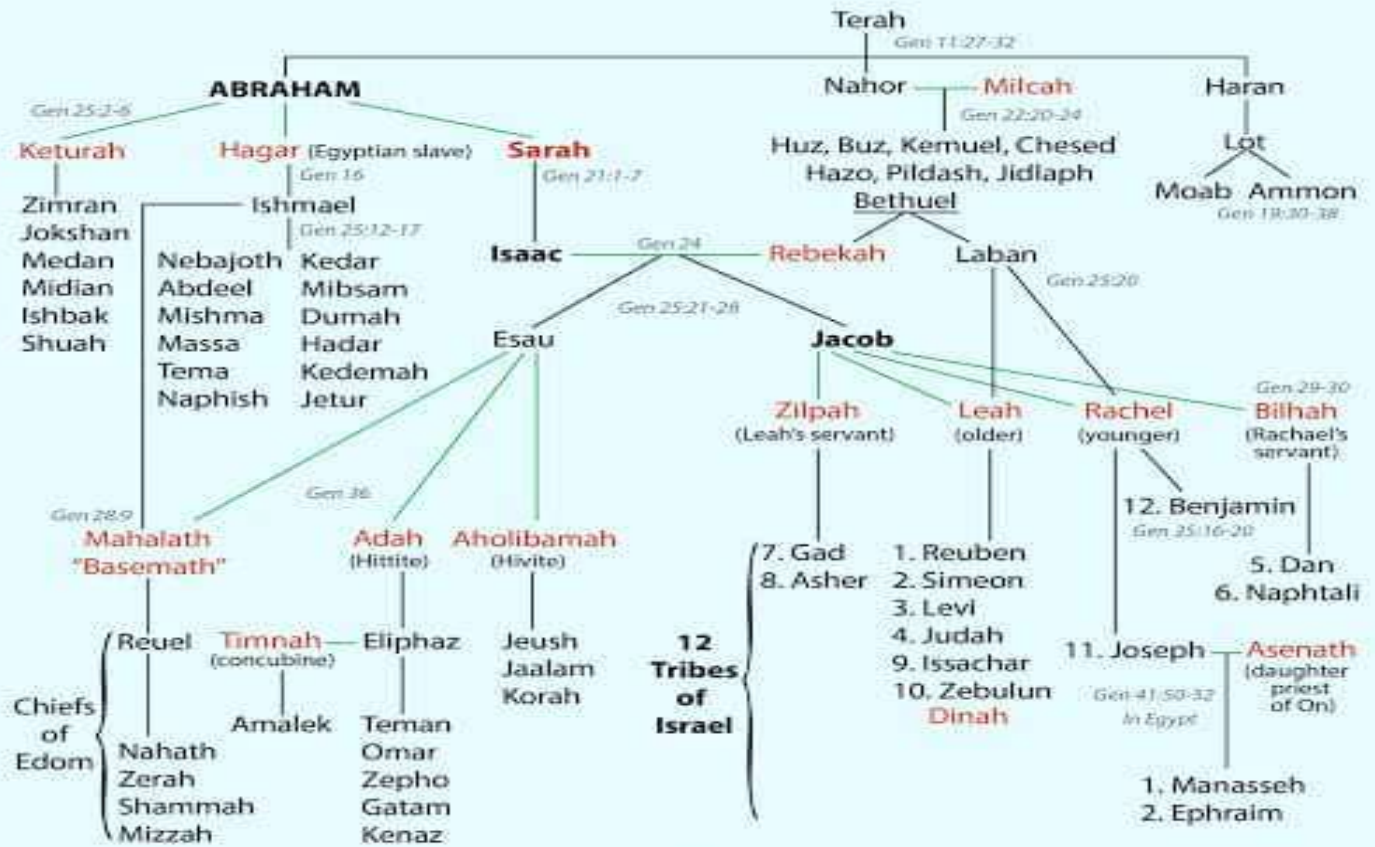 Terah
Gen 11:27-32
ABRAHAM
Nahor
Milcah
Haran
Gen 25:2-6
Gen 22:20-24
Keturah
Hagar (Egyptian slave)
Sarah
Huz, Buz, Kemuel, Chesed
Hazo, Pildash, Jidlaph
Bethuel
Lot
Gen 16
Gen 21:1-7
Moab Ammon
Gen 19:30-38
Zimran
Jokshan
Medan
Midian
Ishbak
Shuah
Ishmael
Gen 25:12-17
Nebajoth Kedar
Abdeel Mibsam
Mishma Dumah
Massa Hadar
Tema Kedemah
Naphish Jetur
Isaac
Gen 24
Rebekah
Laban
Gen 25:20
Gen 25:21-26
Esau
Jacob
Gen 29-30
Zilpah
(Leah's servant)
Leah
(older)
Rachel
(younger)
Bilhah
(Rachael's
servant)
Gen 28:9
Gen 36
Mahalath
"Basemath"
Adah
(Hittite)
Aholibamah
(Hivite)
12. Benjamin
Gen 35:16-20
7. Gad
8. Asher
1. Reuben
2. Simeon
3. Levi
4. Judah
9. Issachar
10. Zebulun
Dinah
5. Dan
6. Naphtali
12
Tribes
of
Israel
11. Joseph
Asenath
(daughter
priest
of On)
Gen 41:50-52
In Egypt
1. Manasseh
2. Ephraim
Chiefs
of
Edom
Reuel
Timnah
(concubine)
Eliphaz
Jeush
Jaalam
Korah
Amalek
Nahath
Zerah
Shammah
Mizzah
Teman
Omar
Zepho
Gatam
Kenaz